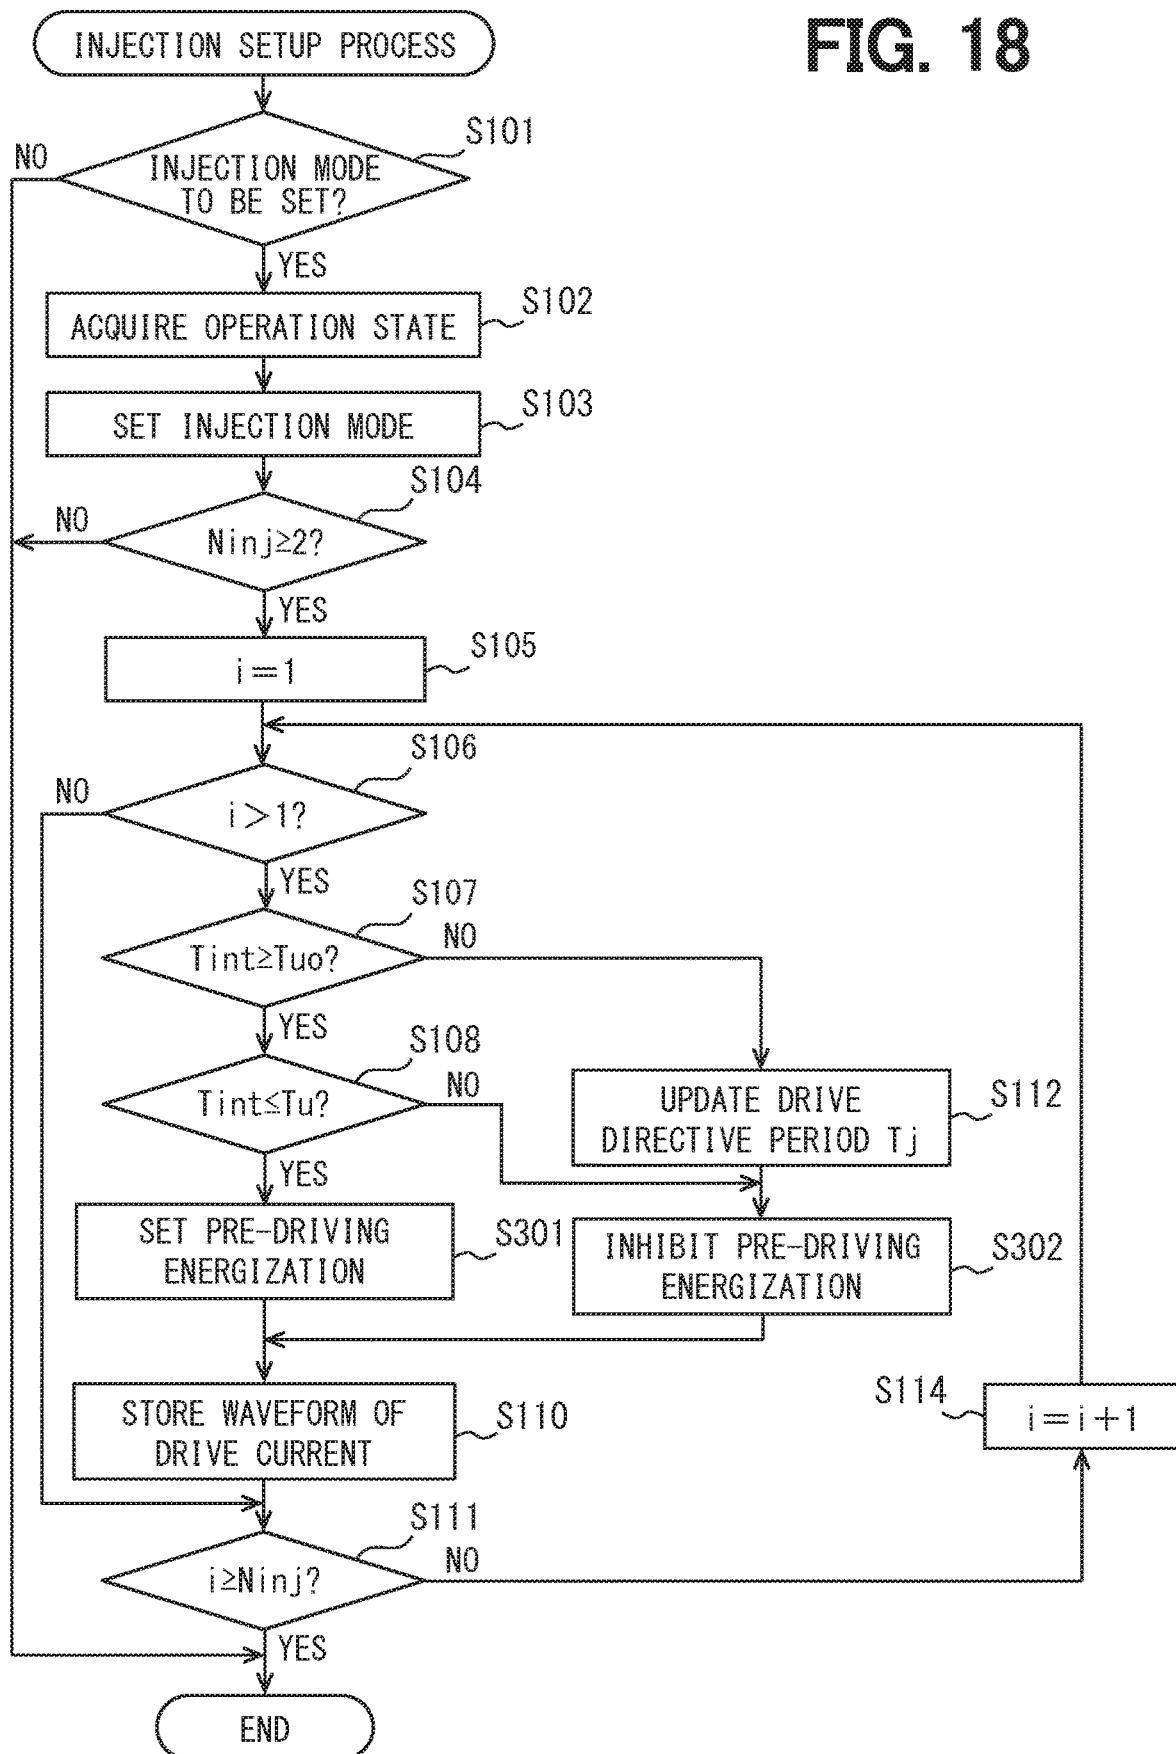 FIG. 18
INJECTION SETUP PROCESS
S101
NO
INJECTION MODE
TO BE SET?
YES
S102
ACQUIRE OPERATION STATE
S103
SET INJECTION MODE
S104
NO
Ninj≥2?
YES
S105
i=1
S106
NO
i>1?
YES
S107
NO
Tint≥Tuo?
YES
S108
NO
Tint≤Tu?
S112
UPDATE DRIVE
DIRECTIVE PERIOD Tj
YES
S301
SET PRE-DRIVING
ENERGIZATION
S302
INHIBIT PRE-DRIVING
ENERGIZATION
S110
STORE WAVEFORM OF
DRIVE CURRENT
S114
i=i+1
S111
NO
i≥Ninj?
YES
END